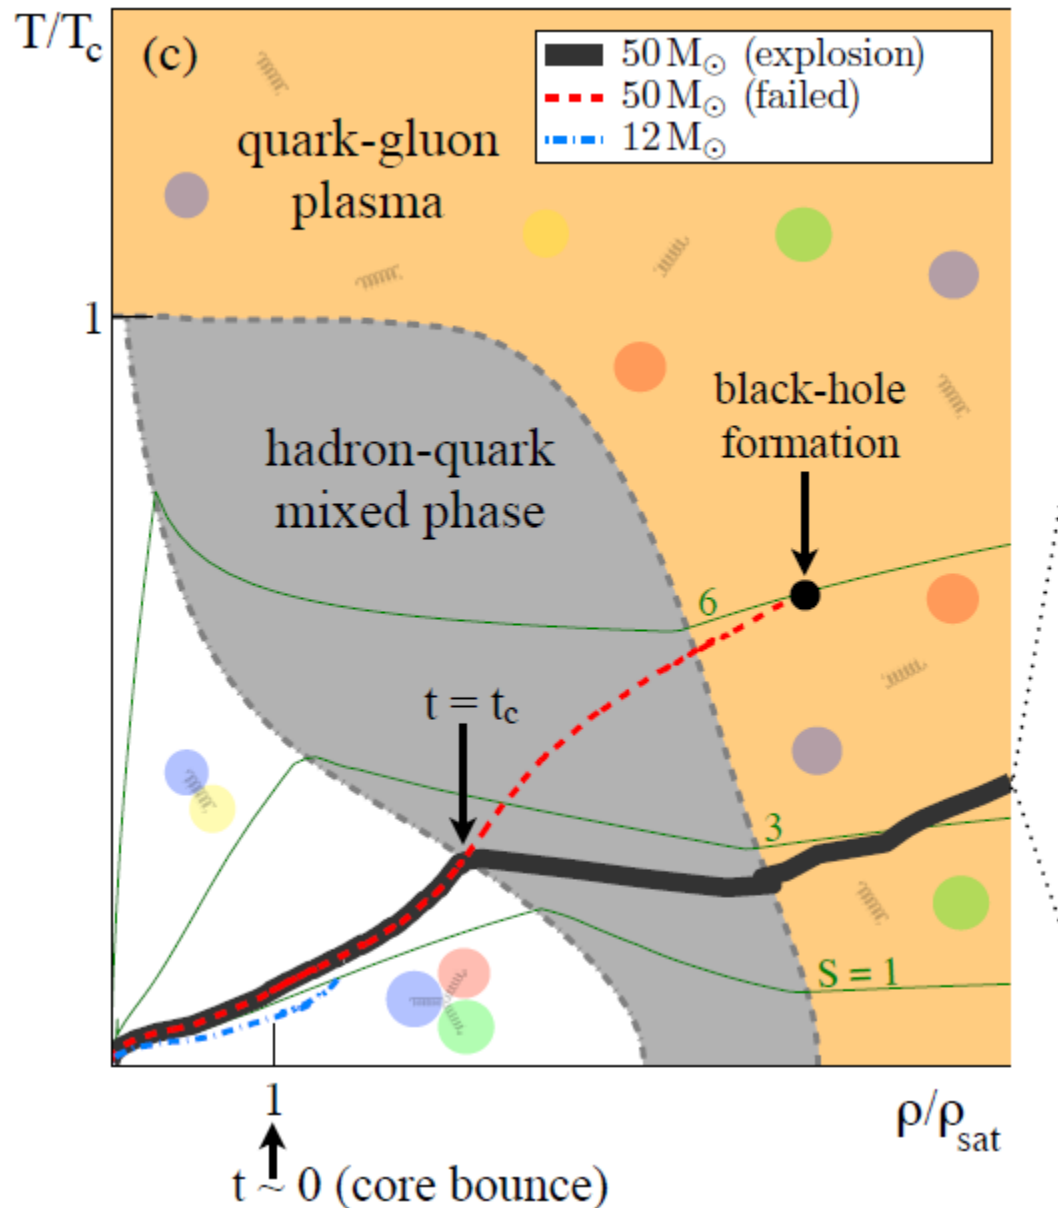 T/T_c
(c)
50 M_⊙ (explosion)
50 M_⊙ (failed)
12 M_⊙
quark-gluon
plasma
1
black-hole
formation
hadron-quark
mixed phase
6
t = t_c
3
S = 1
1
ρ/ρ_sat
t ~ 0 (core bounce)